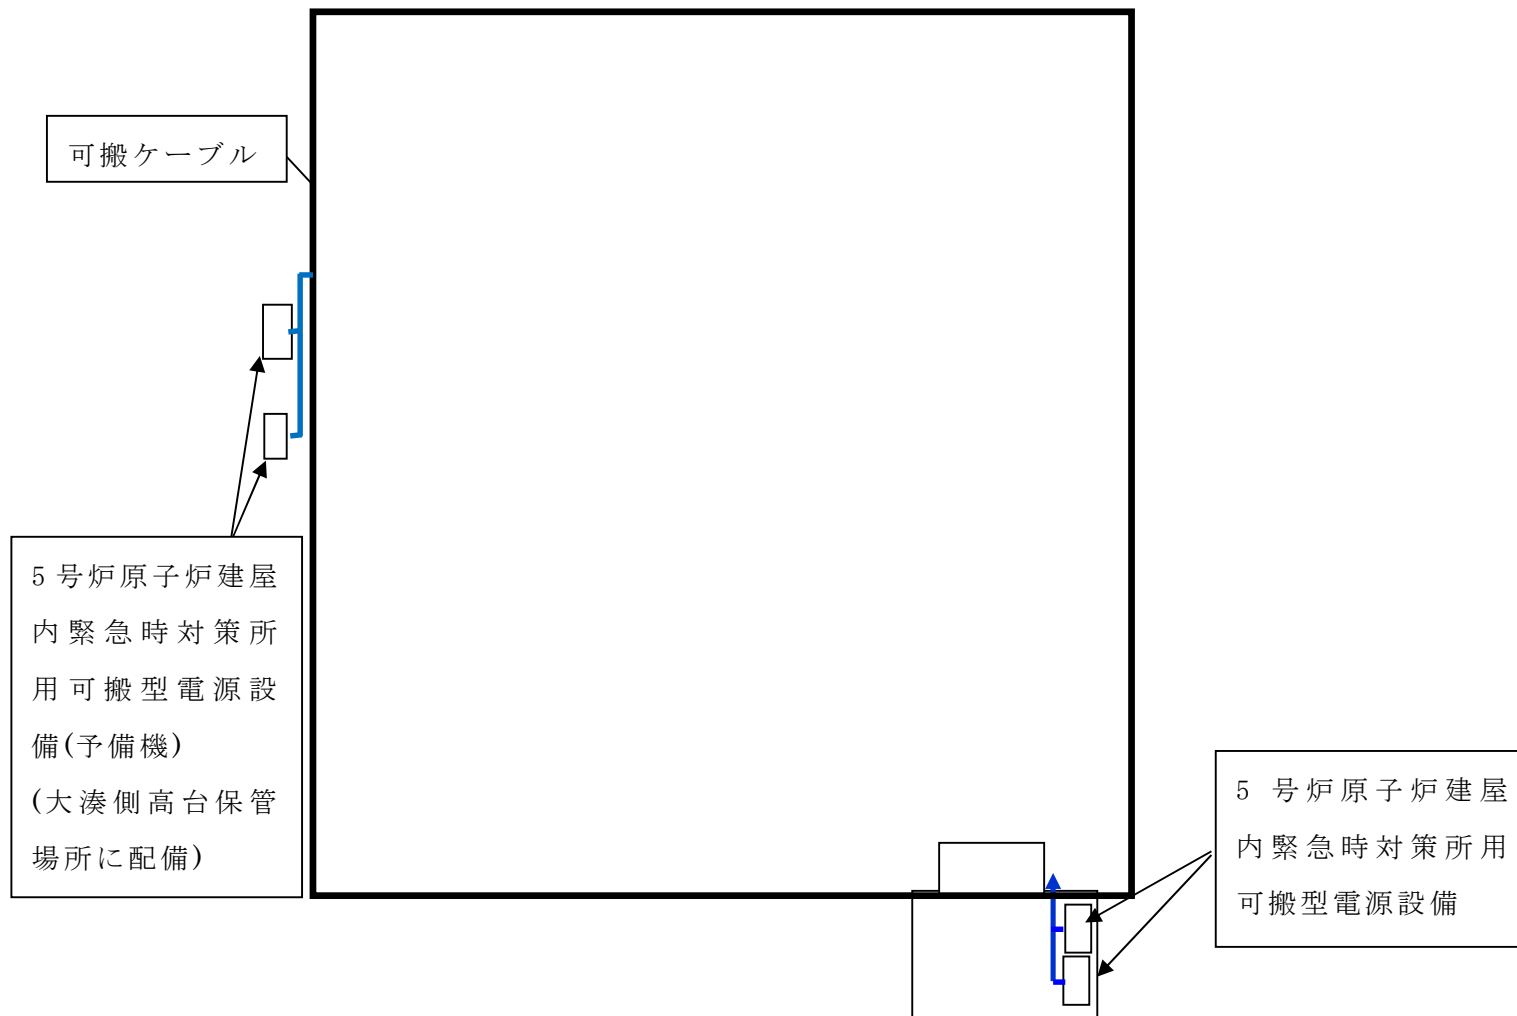 可搬ケーブル
5号炉原子炉建屋
内緊急時対策所
用可搬型電源設
備(予備機)
(大湊側高台保管
場所に配備)
5 号炉原子炉建屋
内緊急時対策所用
可搬型電源設備